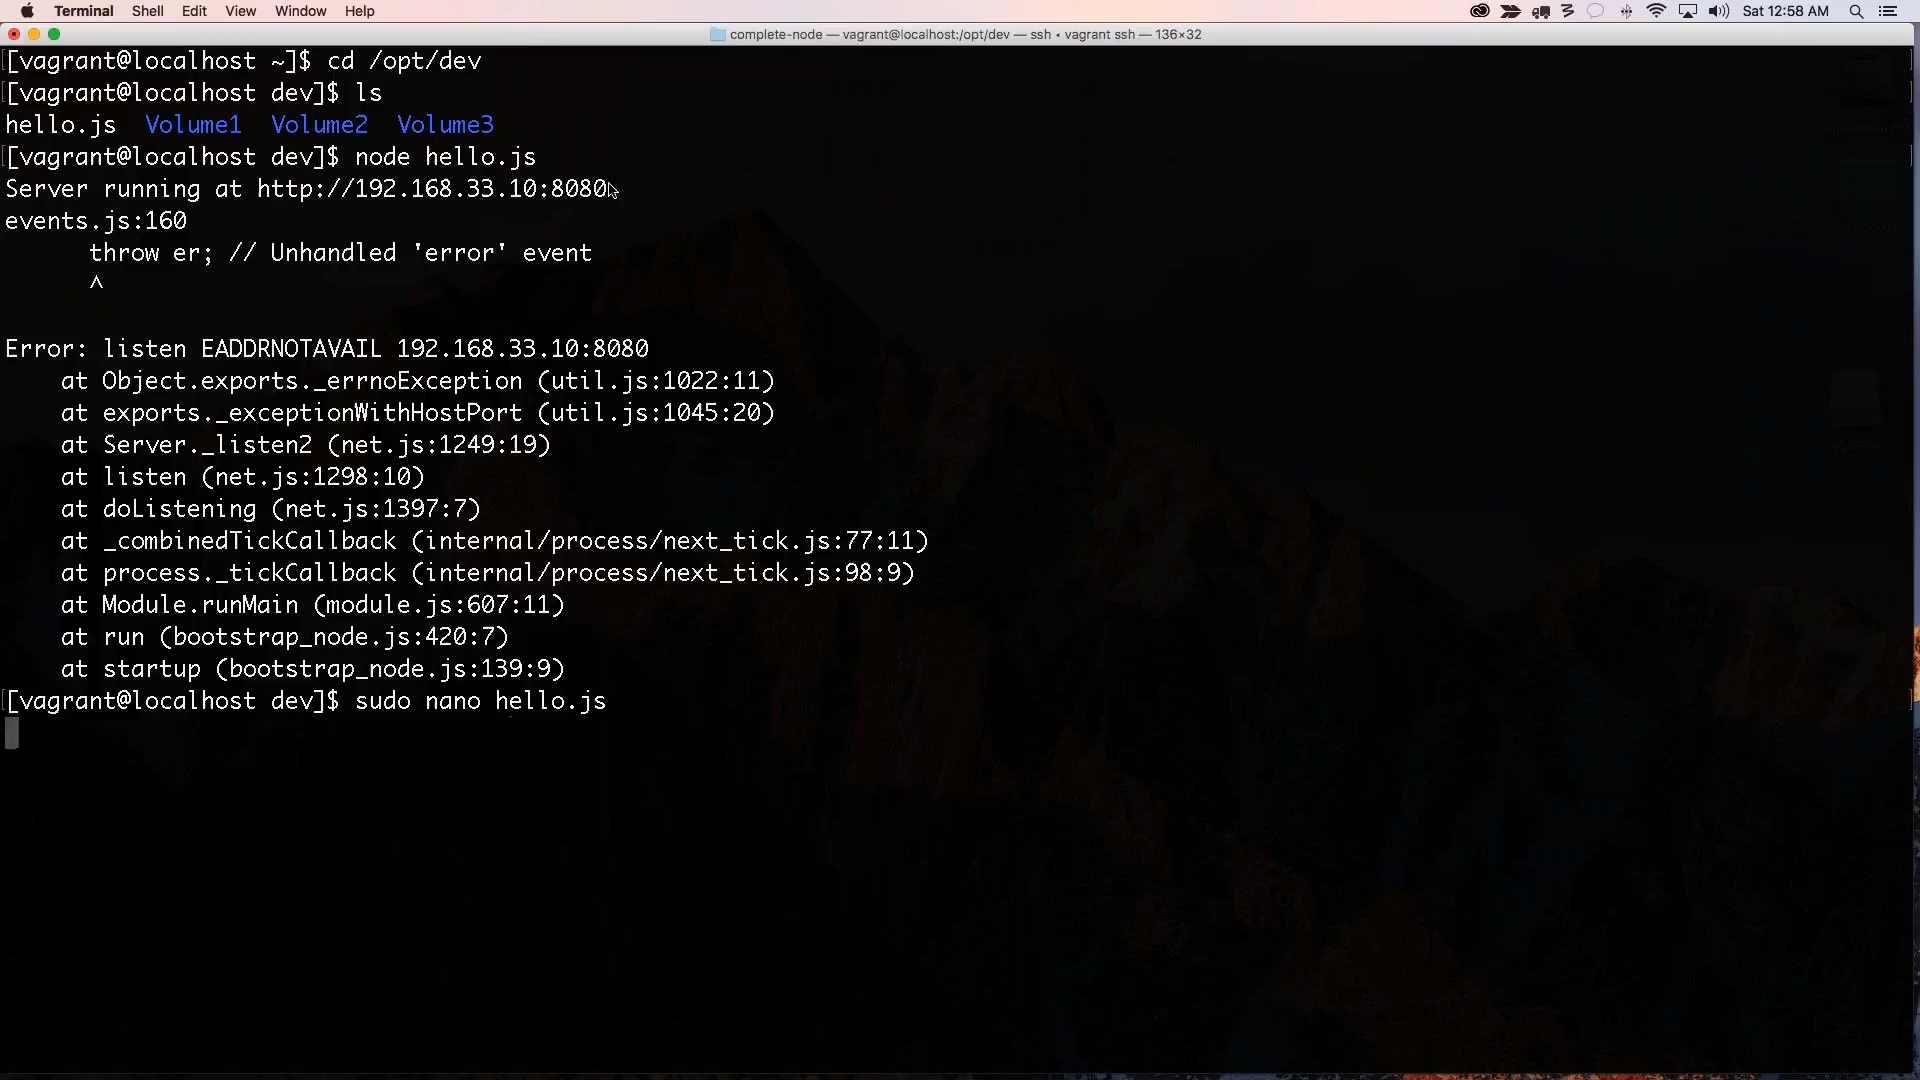 Terminal Shell Edit View Window Help Sat 12:58 AM
complete-node — vagrant@localhost:/opt/dev — ssh ‹ vagrant ssh — 136×32
[vagrant@localhost ~]$ cd /opt/dev
[vagrant@localhost dev]$ ls
hello.js  Volume1  Volume2  Volume3
[vagrant@localhost dev]$ node hello.js
Server running at http://192.168.33.10:8080
events.js:160
      throw er; // Unhandled 'error' event
      ^
Error: listen EADDRNOTAVAIL 192.168.33.10:8080
    at Object.exports._errnoException (util.js:1022:11)
    at exports._exceptionWithHostPort (util.js:1045:20)
    at Server._listen2 (net.js:1249:19)
    at listen (net.js:1298:10)
    at doListening (net.js:1397:7)
    at _combinedTickCallback (internal/process/next_tick.js:77:11)
    at process._tickCallback (internal/process/next_tick.js:98:9)
    at Module.runMain (module.js:607:11)
    at run (bootstrap_node.js:420:7)
    at startup (bootstrap_node.js:139:9)
[vagrant@localhost dev]$ sudo nano hello.js